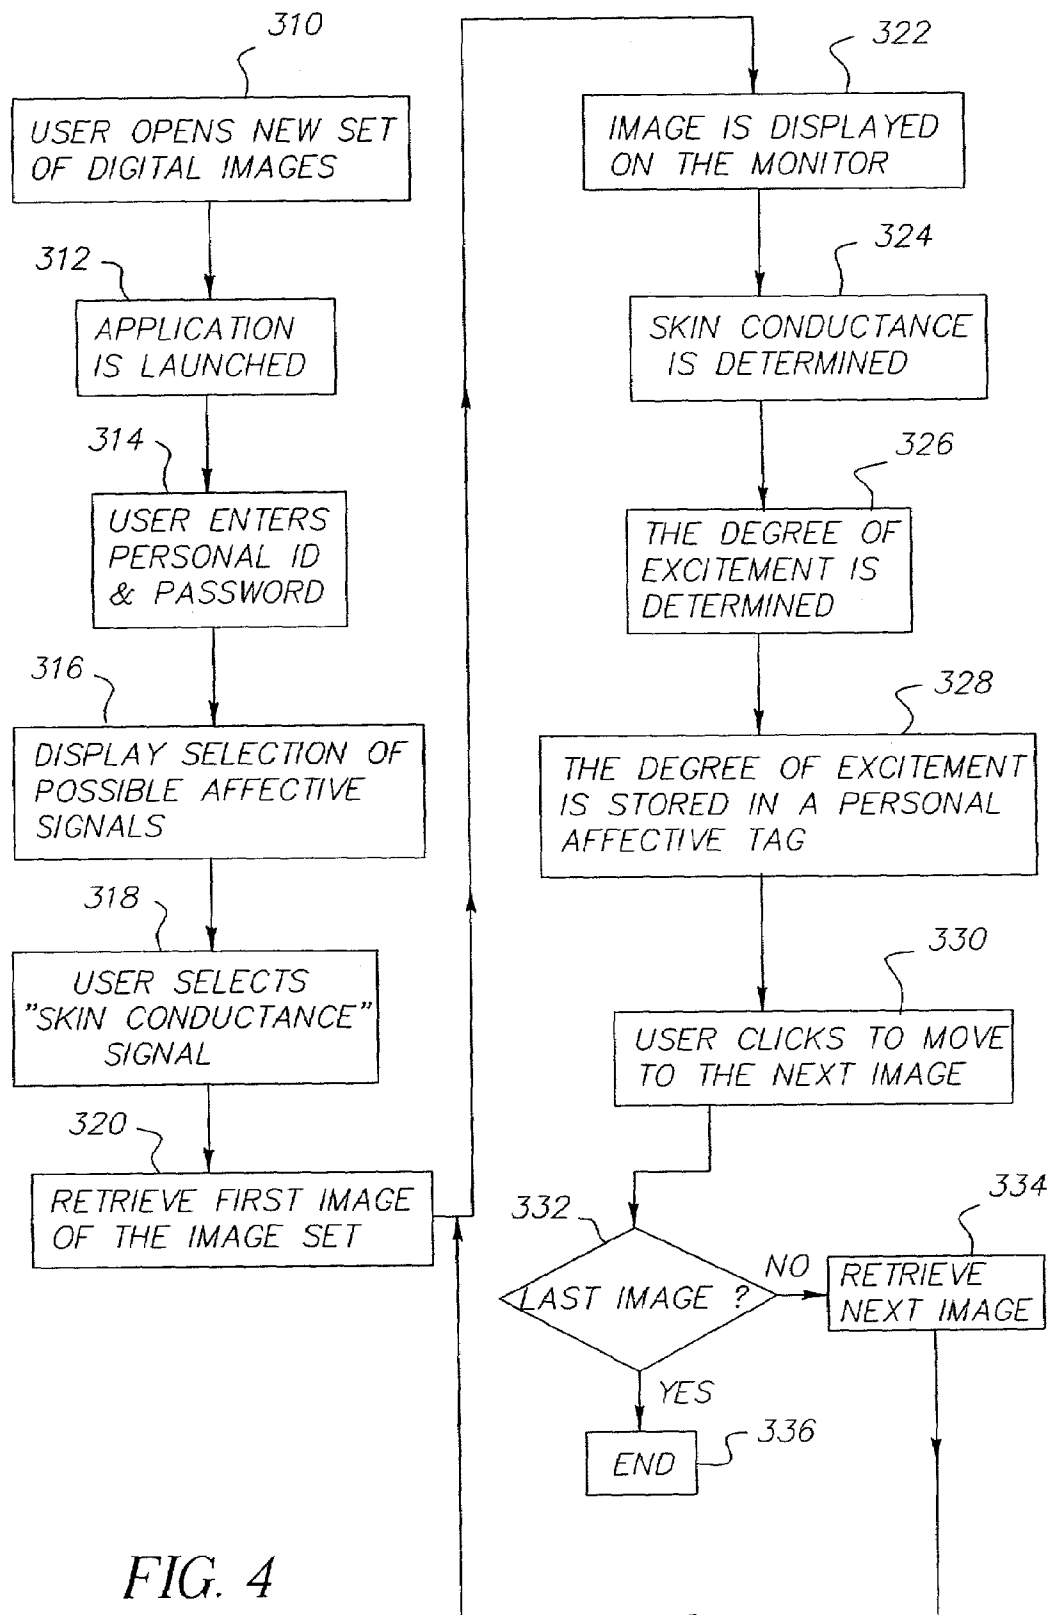 310
USER OPENS NEW SET
OF DIGITAL IMAGES
312
APPLICATION
IS LAUNCHED
314
USER ENTERS
PERSONAL ID
& PASSWORD
316
DISPLAY SELECTION OF
POSSIBLE AFFECTIVE
SIGNALS
318
USER SELECTS
"SKIN CONDUCTANCE"
SIGNAL
320
RETRIEVE FIRST IMAGE
OF THE IMAGE SET
322
IMAGE IS DISPLAYED
ON THE MONITOR
324
SKIN CONDUCTANCE
IS DETERMINED
326
THE DEGREE OF
EXCITEMENT IS
DETERMINED
328
THE DEGREE OF EXCITEMENT
IS STORED IN A PERSONAL
AFFECTIVE TAG
330
USER CLICKS TO MOVE
TO THE NEXT IMAGE
332
LAST IMAGE ?
NO
334
RETRIEVE
NEXT IMAGE
YES
336
END
FIG. 4